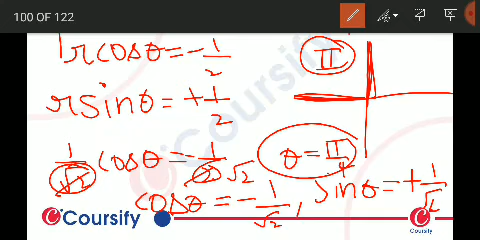 100 OF 122
r cosθ = -1/2
II
r sinθ = +1/2
1/√2 cosθ = -1/2 √2
θ = π/4
cosθ = -1/√2, sinθ = +1/√2
Coursify
Coursify
Coursify